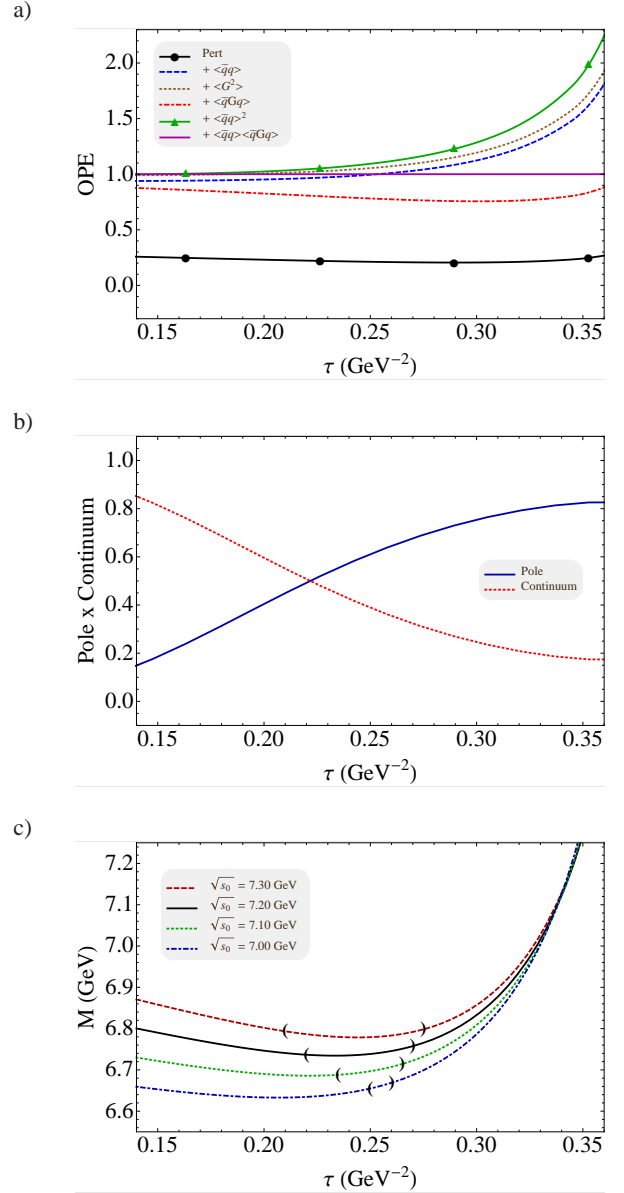 a)
OPE
2.0
1.5
1.0
0.5
0.0
Pert
+ <q̅q>
+ <G²>
+ <q̅Gq>
+ <q̅q>²
+ <q̅q><q̅Gq>
0.15 0.20 0.25 0.30 0.35
τ (GeV⁻²)
b)
Pole x Continuum
1.0
0.8
0.6
0.4
0.2
0.0
Pole
Continuum
0.15 0.20 0.25 0.30 0.35
τ (GeV⁻²)
c)
M (GeV)
7.2
7.1
7.0
6.9
6.8
6.7
6.6
√s₀ = 7.30 GeV
√s₀ = 7.20 GeV
√s₀ = 7.10 GeV
√s₀ = 7.00 GeV
0.15 0.20 0.25 0.30 0.35
τ (GeV⁻²)